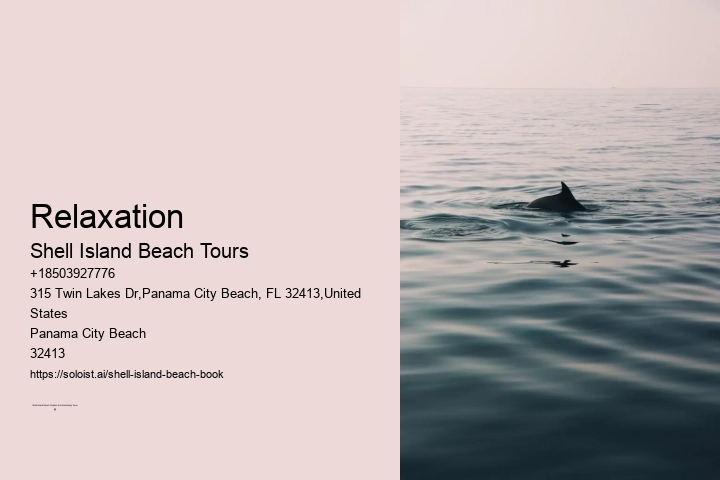 Relaxation
Shell Island Beach Tours
+18503927776
315 Twin Lakes Dr,Panama City Beach, FL 32413,United
States
Panama City Beach
32413
https://soloist.ai/shell-island-beach-book